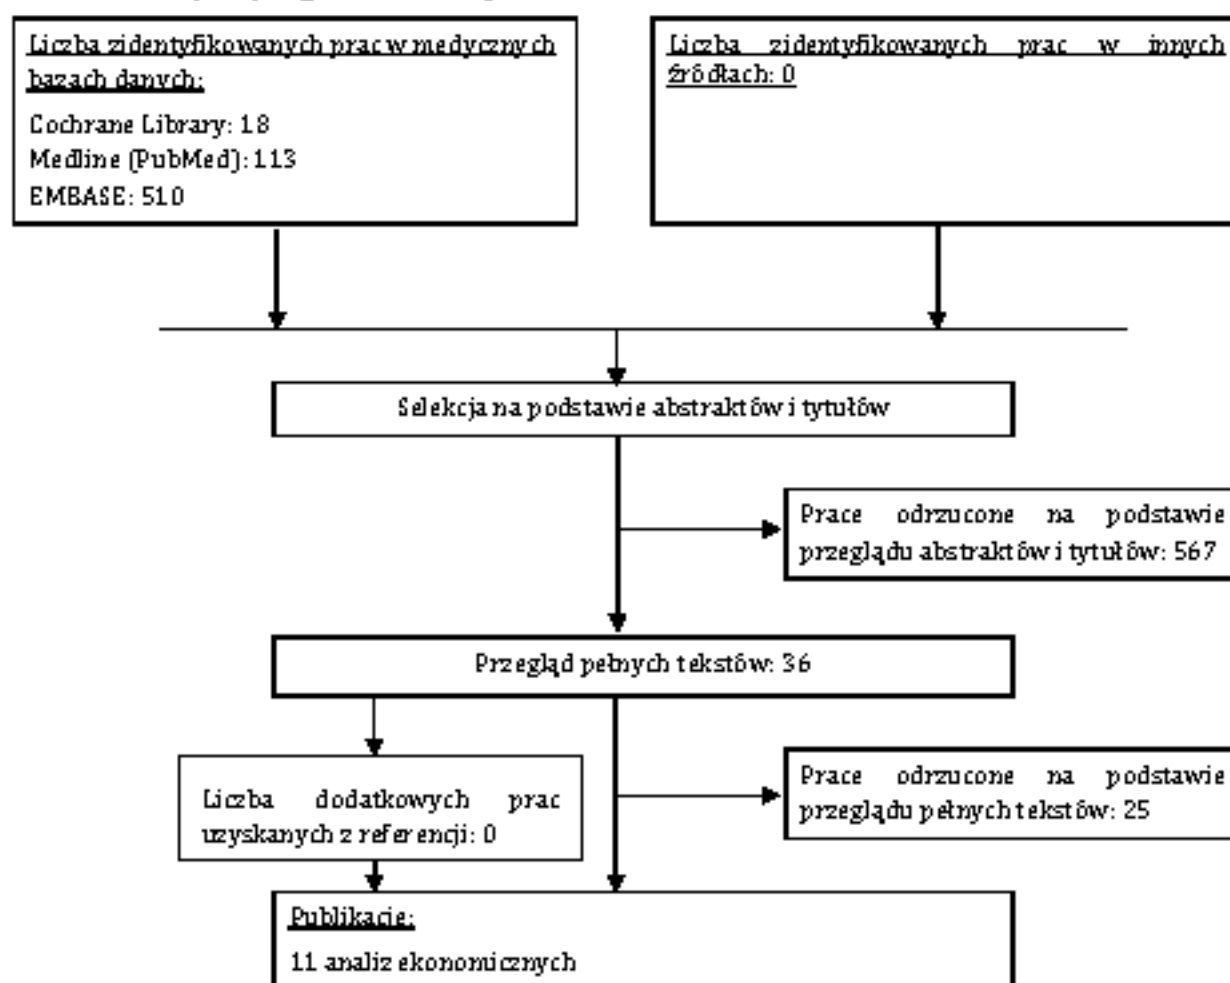 Liczba zidentyfikowanych prac w medycznych
bazach danych:
Cochrane Library: 18
Medline (PubMed): 113
EMBASE: 510
Liczba zidentyfikowanych prac w innych
źródłach: 0
Selekcja na podstawie abstraktów i tytułów
Prace odrzucone na podstawie
przeglądu abstraktów i tytułów: 567
Przegląd pełnych tekstów: 36
Liczba dodatkowych prac
uzyskanych z referencji: 0
Prace odrzucone na podstawie
przeglądu pełnych tekstów: 25
Publikacje:
11 analiz ekonomicznych